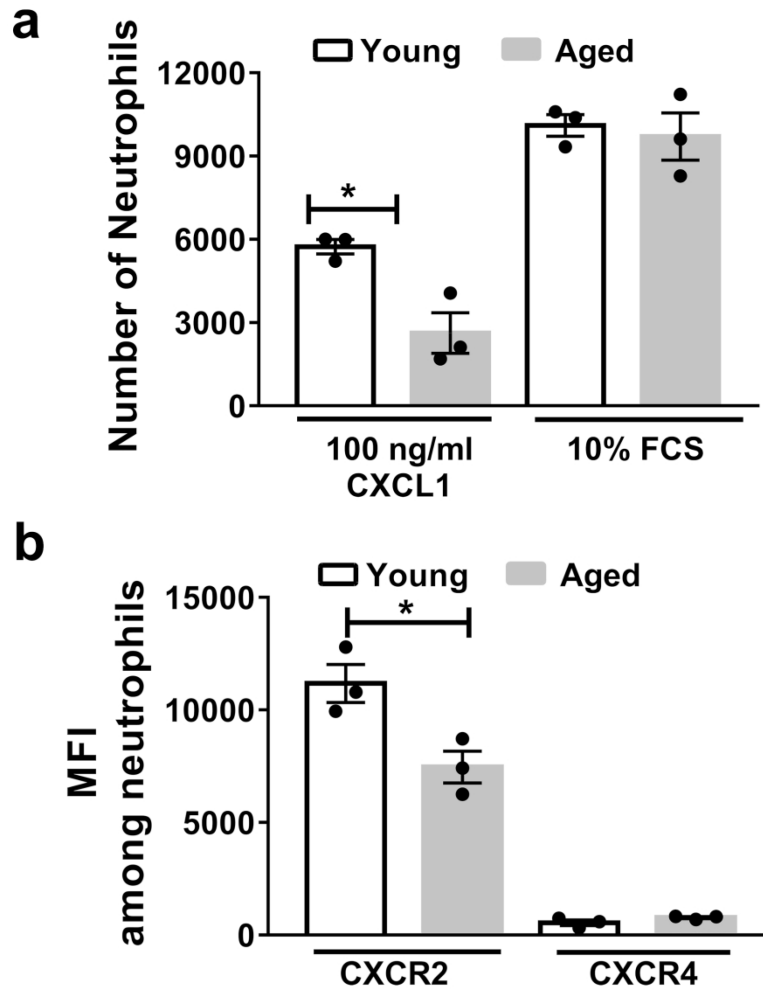 a
Young Aged
Number of Neutrophils
12000
9000
6000
3000
0
*
100 ng/ml
CXCL1
10% FCS
b
Young Aged
MFI
among neutrophils
15000
10000
5000
0
*
CXCR2
CXCR4